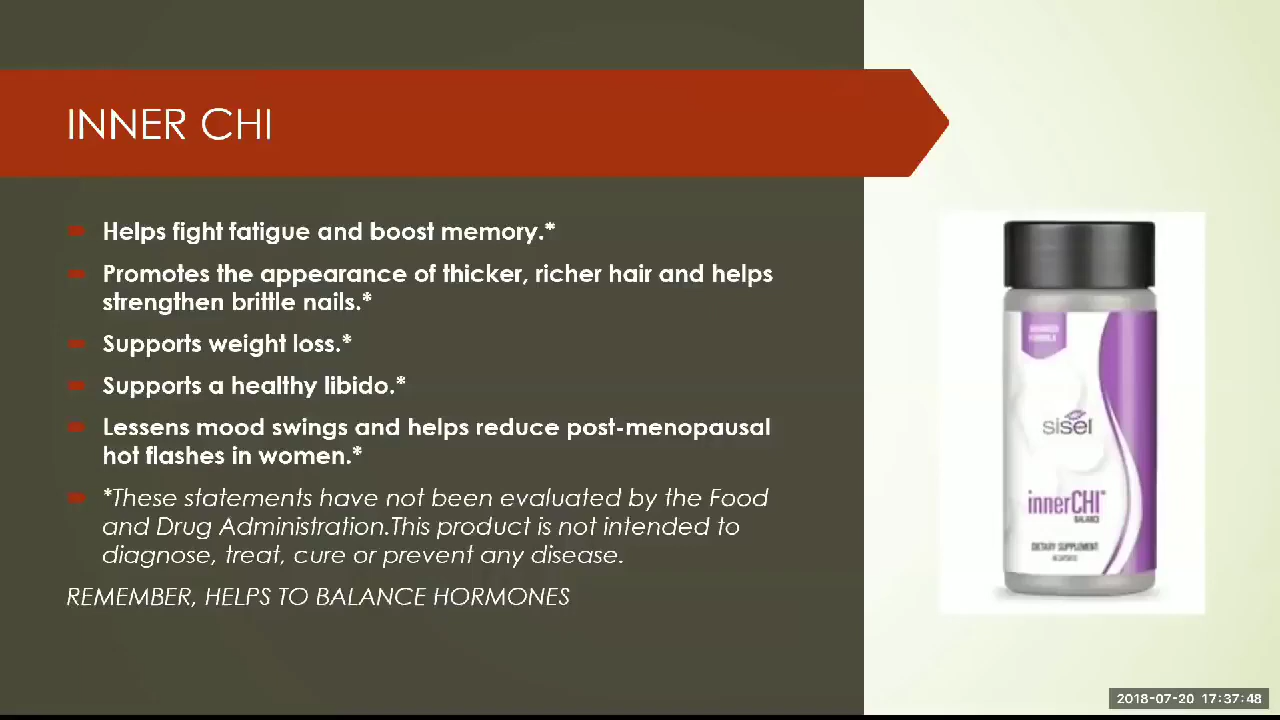 INNER CHI
Helps fight fatigue and boost memory.*
Promotes the appearance of thicker, richer hair and helps
strengthen brittle nails.*
Supports weight loss.*
Supports a healthy libido.*
Lessens mood swings and helps reduce post-menopausal
hot flashes in women.*
*These statements have not been evaluated by the Food
and Drug Administration.This product is not intended to
diagnose, treat, cure or prevent any disease.
REMEMBER, HELPS TO BALANCE HORMONES
sisel
innerCHI™
BALANCE
DIETARY SUPPLEMENT
2018-07-20 17:37:48